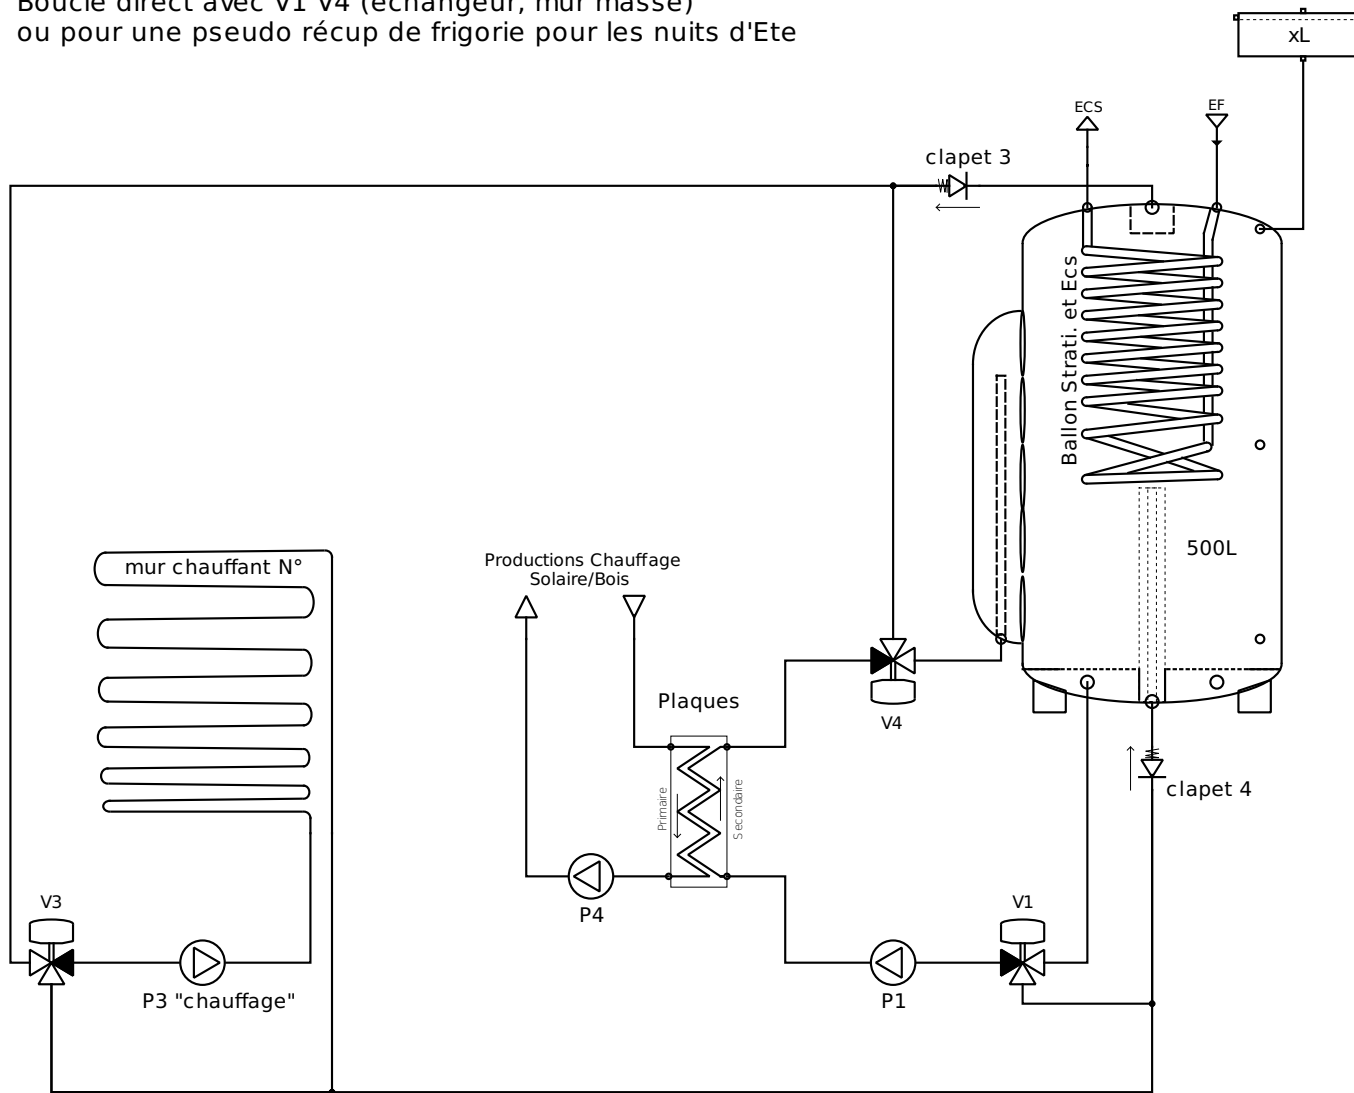 Boucle direct avec V1 V4 (échangeur, mur masse)
ou pour une pseudo récup de frigorie pour les nuits d'Ete
xL
ECS
EF
clapet 3
Ballon Strati. et Ecs
500L
mur chauffant N°
Productions Chauffage
Solaire/Bois
Plaques
V4
Primaire
Secondaire
clapet 4
V3
P4
V1
P3 "chauffage"
P1